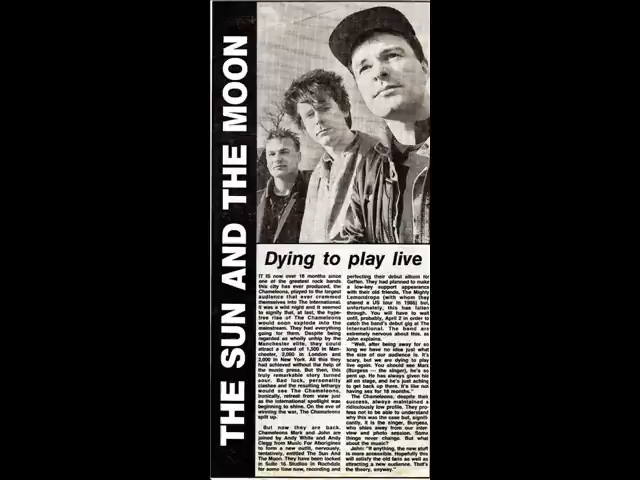 THE SUN AND THE MOON
Dying to play live
IT IS now over 18 months since
one of the greatest rock bands
this city has ever produced, the
Chameleons, played to the largest
audience that ever crammed
themselves into The International.
It was a wild night and it seemed
to signify that, at last, the hype-
tree rise of The Chameleons
would soon explode into the
mainstream. They had everything
going for them. Despite being
regarded as wholly unhip by the
Manchester elite, they could
attract a crowd of 1,500 in Man-
chester, 2,000 in London and
2,000 in New York. All this they
had achieved without the help of
the music press. But then, this
truly remarkable story turned
sour. Bad luck, personality
clashes and the resulting lethargy
would see The Chameleons,
basically, retreat from view just
as the international spotlight was
beginning to shine. On the eve of
winning the war, The Chameleons
split up.
But now they are back.
Chameleons Mark and John are
joined by Andy White and Andy
Clegg from Music For Aborigines
to form a new outfit, nervously,
tentatively, entitled The Sun And
The Moon. They have been locked
in Suite 16 Studios in Rochdale
for some time now, recording and
perfecting their debut album for
Geffen. They had planned to make
a low-key support appearance
with their old friends, The Mighty
Lemondrops (with whom they
shared a US tour in 1986) but,
unfortunately, this has fallen
through. You will have to wait
until, probably, April 2 in order to
catch the band's debut gig at The
International. The band are
extremely nervous about this, as
John explains.
"Well, after being away for so
long we have no idea just what
the size of our audience is. It's
scary, but we are dying to play
live again. You should see Mark
(Burgess — the singer), he's so
pent up. He has always given his
all on stage, and he's just aching
to get back up there. It's like not
having sex for 18 months."
The Chameleons, despite their
success, always maintained a
ridiculously low profile. They pro-
fess not to be able to understand
why this was the case but, signifi-
cantly, it is the singer, Burgess,
who shies away from our inter-
view and photo session. Some
things never change. But what
about the music?
John: "If anything, the new stuff
is more accessible. Hopefully this
will satisfy the old fans as well as
attracting a new audience. That's
the theory, anyway."